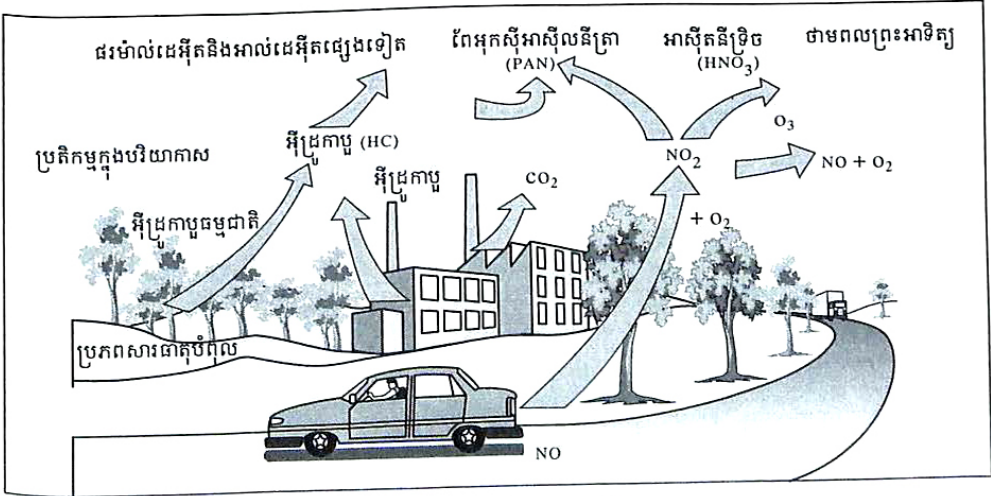 ផរម៉ាល់ដេអ៊ីតនិងអាល់ដេអ៊ីតផ្សេងទៀត
ពែអុកស៊ីអាស៊ីលនីត្រា
(PAN)
អាស៊ីតនីទ្រិច
(HNO₃)
ថាមពលព្រះអាទិត្យ
O₃
ប្រតិកម្មក្នុងបរិយាកាស
អ៊ីដ្រូកាបួ (HC)
NO₂
NO + O₂
អ៊ីដ្រូកាបួ
CO₂
អ៊ីដ្រូកាបួធម្មជាតិ
+ O₂
ប្រភពសារធាតុបំពុល
NO